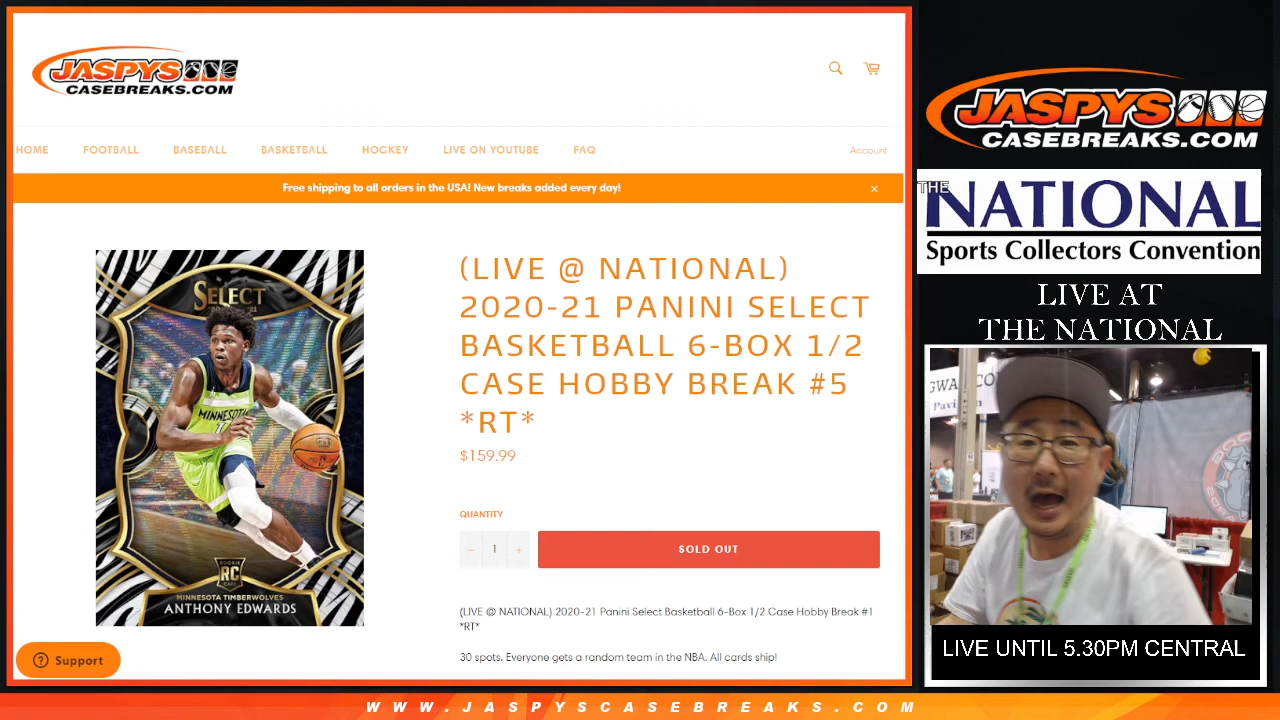 JASPYS
CASEBREAKS.COM
HOME FOOTBALL BASEBALL BASKETBALL HOCKEY LIVE ON YOUTUBE FAQ Account
Free shipping to all orders in the USA! New breaks added every day! ×
SELECT
MINNESOTA
RC
MINNESOTA TIMBERWOLVES
ANTHONY EDWARDS
(LIVE @ NATIONAL)
2020-21 PANINI SELECT
BASKETBALL 6-BOX 1/2
CASE HOBBY BREAK #5
*RT*
$159.99
QUANTITY
− 1 +
SOLD OUT
(LIVE @ NATIONAL) 2020-21 Panini Select Basketball 6-Box 1/2 Case Hobby Break #1
*RT*
30 spots. Everyone gets a random team in the NBA. All cards ship!
Support
JASPYS
CASEBREAKS.COM
THE
NATIONAL
Sports Collectors Convention
LIVE AT
THE NATIONAL
LIVE UNTIL 5.30PM CENTRAL
WWW.JASPYSCASEBREAKS.COM